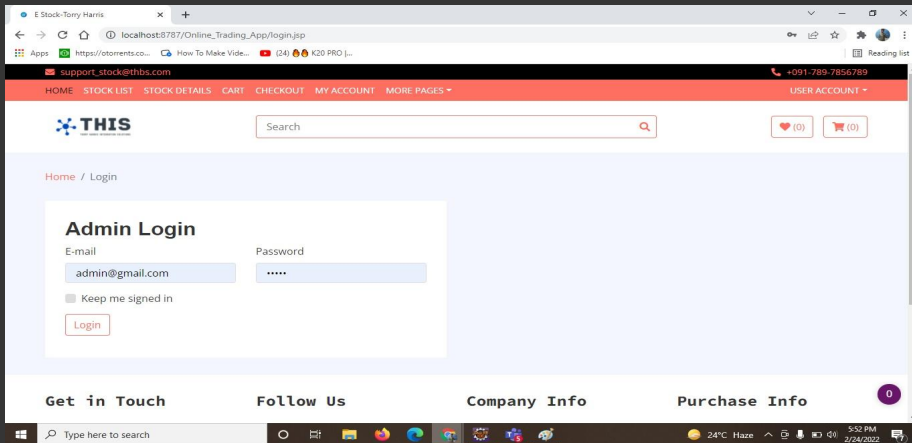 E Stock-Torry Harris
localhost:8787/Online_Trading_App/login.jsp
Apps https://otorrents.co... How To Make Vide... (24) 🔥🔥 K20 PRO |... Reading list
support_stock@thbs.com +091-789-7856789
HOME STOCK LIST STOCK DETAILS CART CHECKOUT MY ACCOUNT MORE PAGES USER ACCOUNT
THIS Search (0) (0)
Home / Login
Admin Login
E-mail Password
admin@gmail.com •••••
Keep me signed in
Login
Get in Touch Follow Us Company Info Purchase Info
0
Type here to search 24°C Haze 5:52 PM
2/24/2022